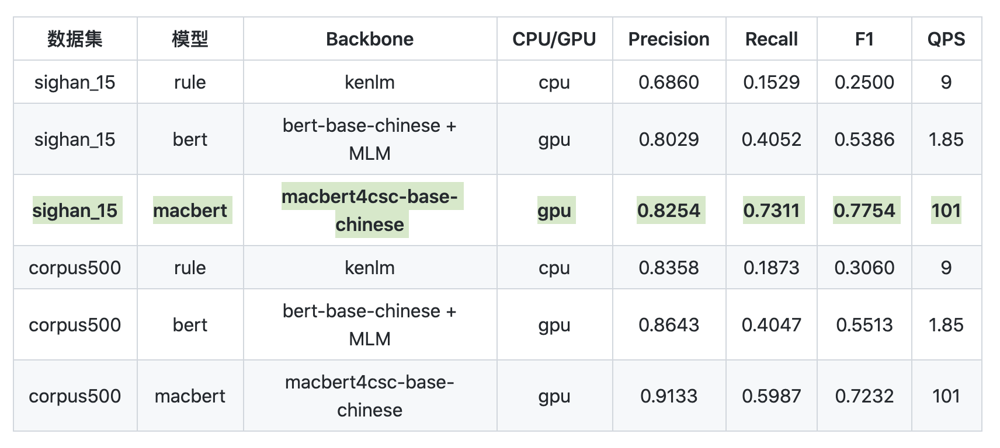 数据集 模型 Backbone CPU/GPU Precision Recall F1 QPS
sighan_15 rule kenlm cpu 0.6860 0.1529 0.2500 9
sighan_15 bert bert-base-chinese + MLM gpu 0.8029 0.4052 0.5386 1.85
sighan_15 macbert macbert4csc-base-chinese gpu 0.8254 0.7311 0.7754 101
corpus500 rule kenlm cpu 0.8358 0.1873 0.3060 9
corpus500 bert bert-base-chinese + MLM gpu 0.8643 0.4047 0.5513 1.85
corpus500 macbert macbert4csc-base-chinese gpu 0.9133 0.5987 0.7232 101